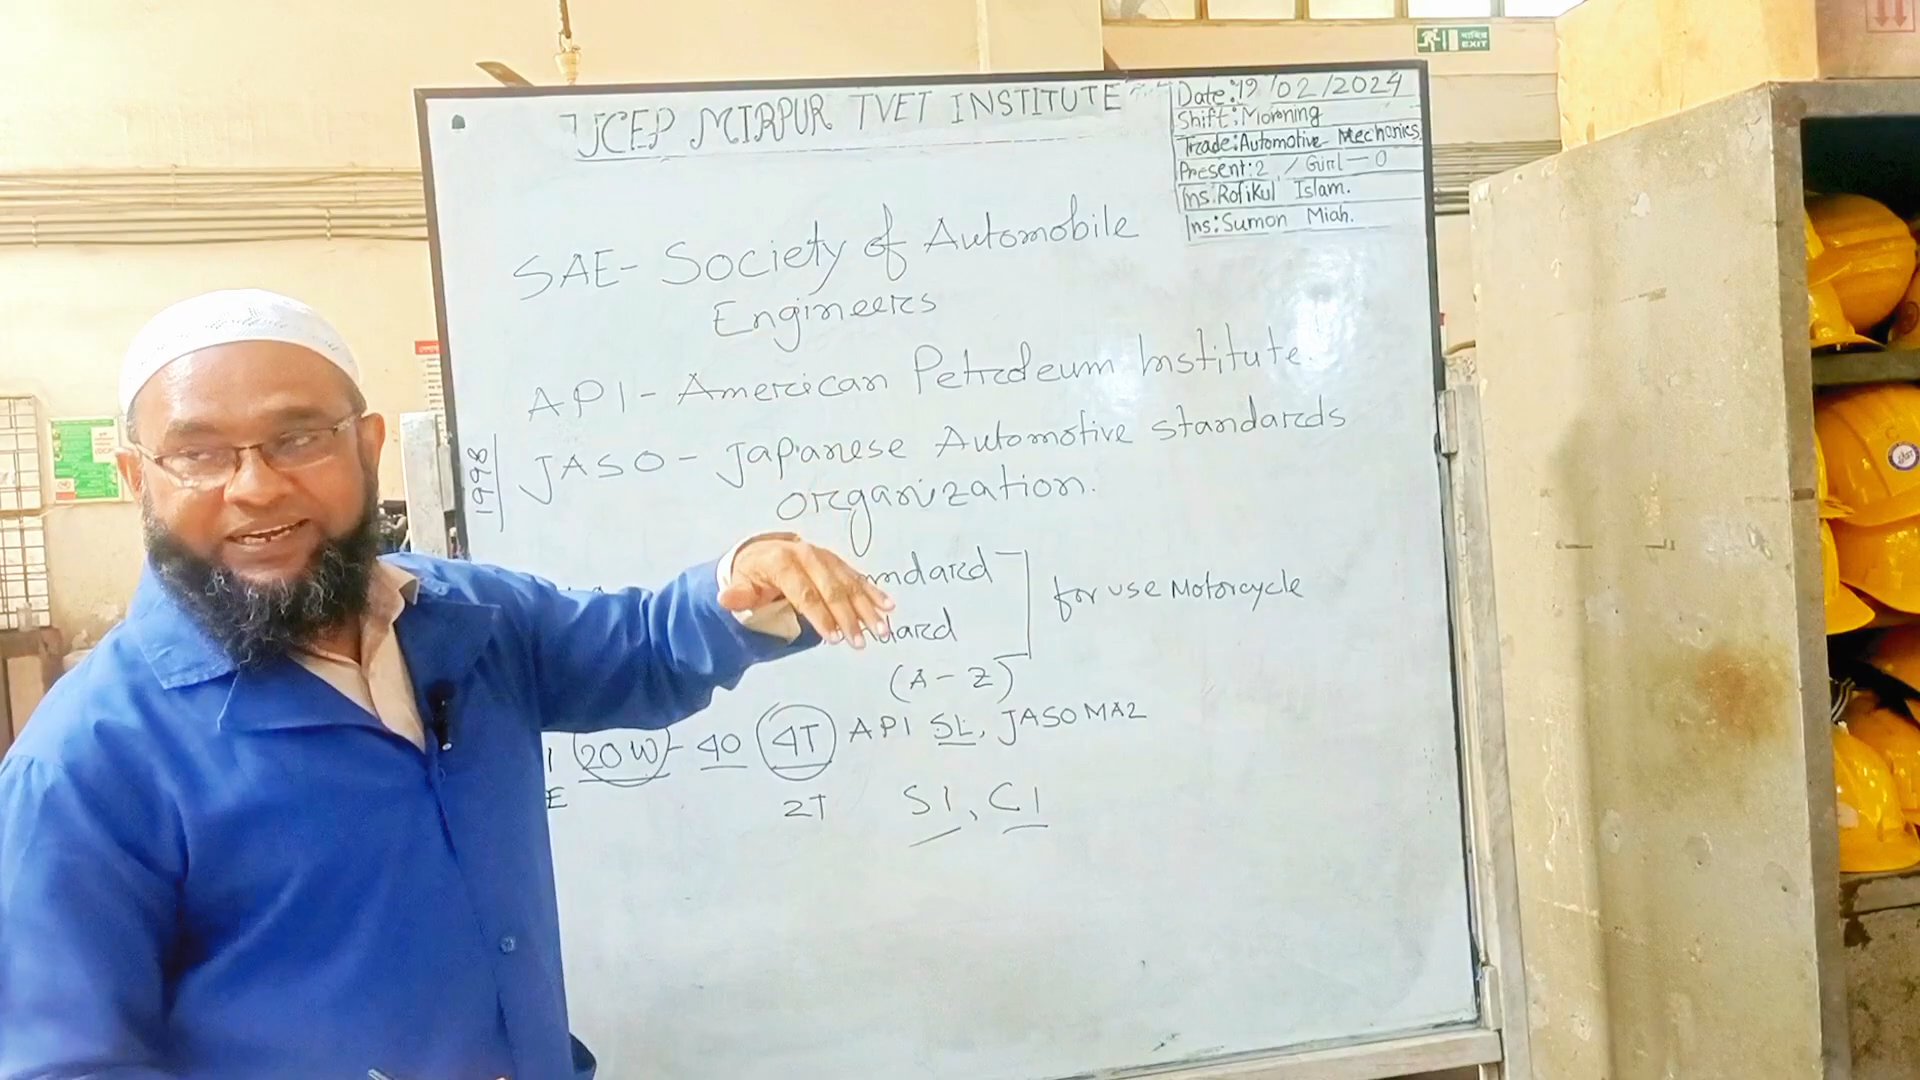 UCEP MIRPUR TVET INSTITUTE
Date: 19/02/2024
Shift: Morning
Trade: Automotive Mechanics
Present: 2 / Girl - 0
Ins: Rofikul Islam.
Ins: Sumon Miah.
SAE - Society of Automobile
Engineers
API - American Petroleum Institute.
1998
JASO - Japanese Automotive standards
organization.
ndard
ndard
for use Motorcycle
(A - Z)
20W - 40 4T API SL, JASO MA2
E
2T S1, C1
EXIT